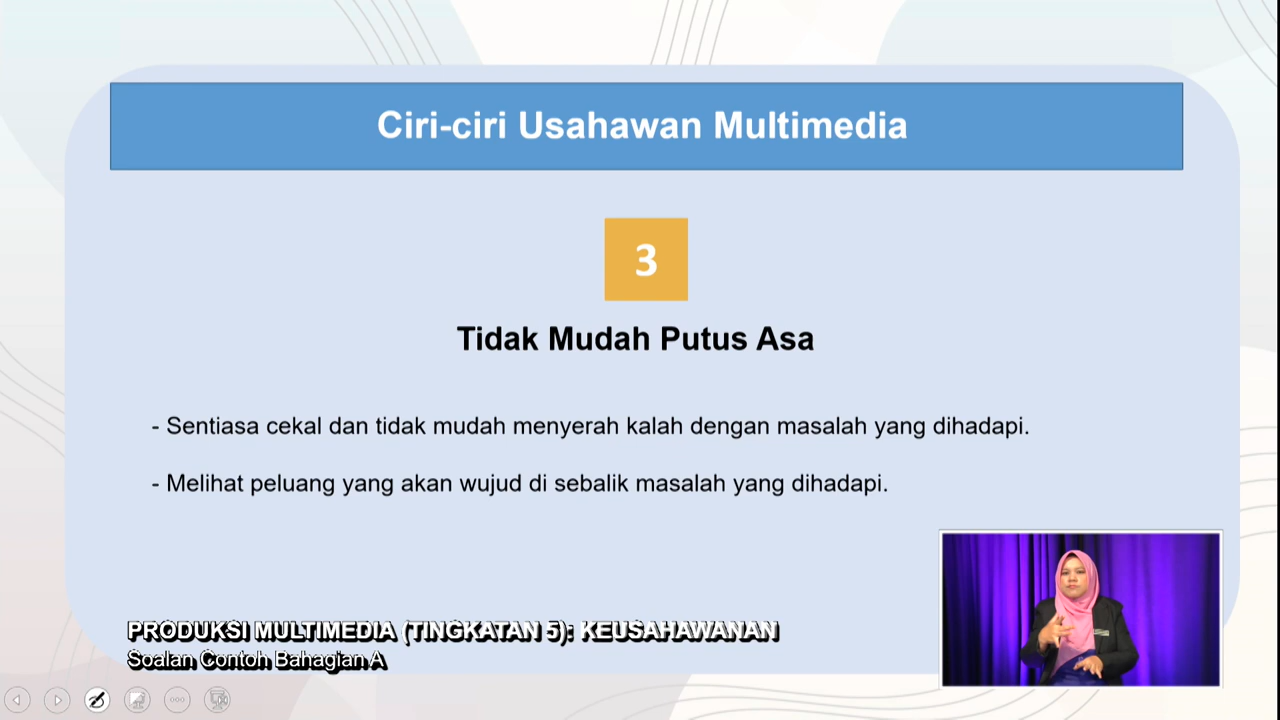 Ciri-ciri Usahawan Multimedia
3
Tidak Mudah Putus Asa
- Sentiasa cekal dan tidak mudah menyerah kalah dengan masalah yang dihadapi.
- Melihat peluang yang akan wujud di sebalik masalah yang dihadapi.
PRODUKSI MULTIMEDIA (TINGKATAN 5): KEUSAHAWANAN
Soalan Contoh Bahagian A